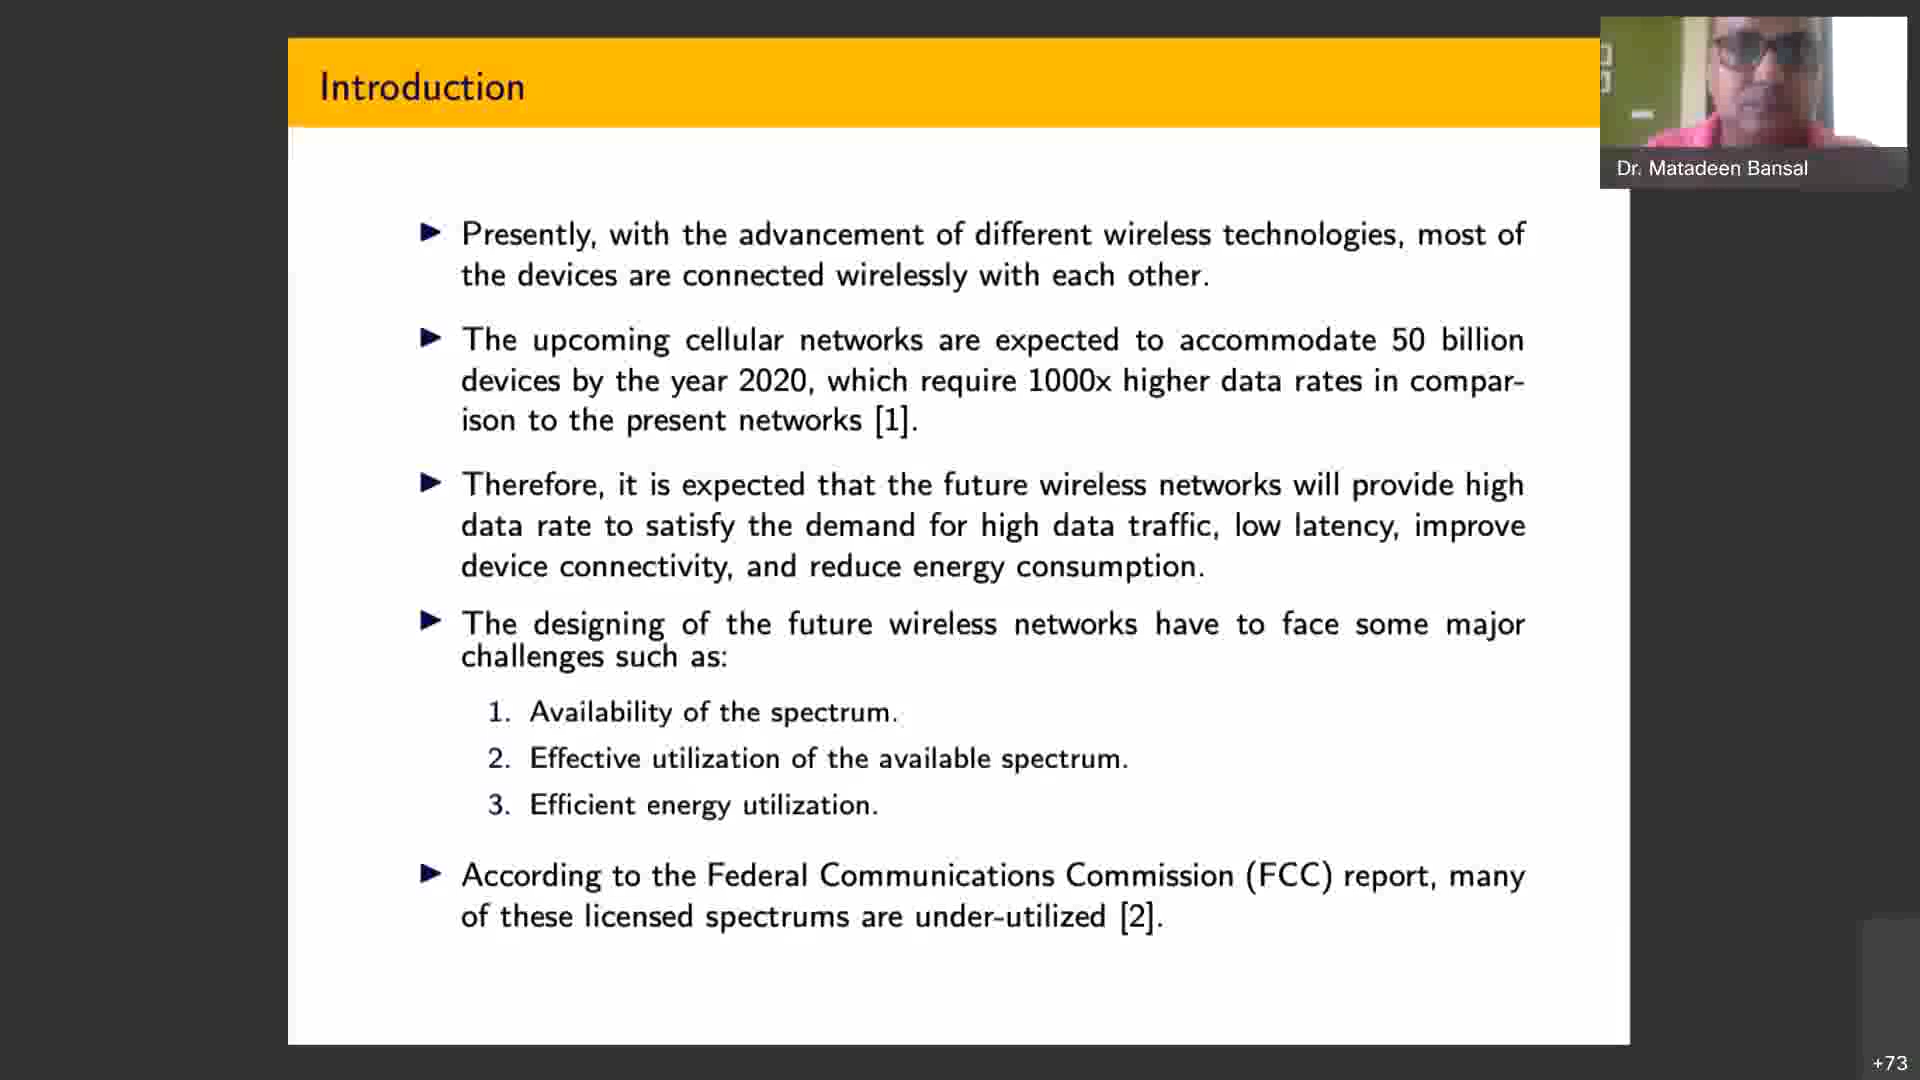 Introduction
Dr. Matadeen Bansal
▶ Presently, with the advancement of different wireless technologies, most of
the devices are connected wirelessly with each other.
▶ The upcoming cellular networks are expected to accommodate 50 billion
devices by the year 2020, which require 1000x higher data rates in compar-
ison to the present networks [1].
▶ Therefore, it is expected that the future wireless networks will provide high
data rate to satisfy the demand for high data traffic, low latency, improve
device connectivity, and reduce energy consumption.
▶ The designing of the future wireless networks have to face some major
challenges such as:
1. Availability of the spectrum.
2. Effective utilization of the available spectrum.
3. Efficient energy utilization.
▶ According to the Federal Communications Commission (FCC) report, many
of these licensed spectrums are under-utilized [2].
+73